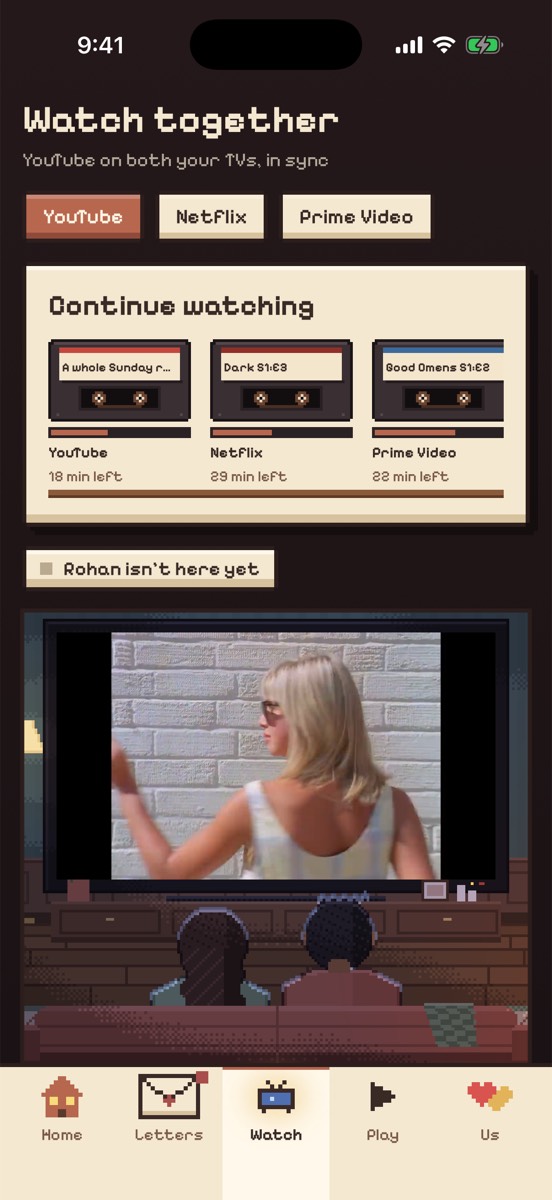 9:41
Watch together
YouTube on both your TVs, in sync
YouTube Netflix Prime Video
Continue watching
A whole Sunday r... Dark S1:E3 Good Omens S1:E2
YouTube Netflix Prime Video
18 min left 29 min left 22 min left
Rohan isn't here yet
Home Letters Watch Play Us